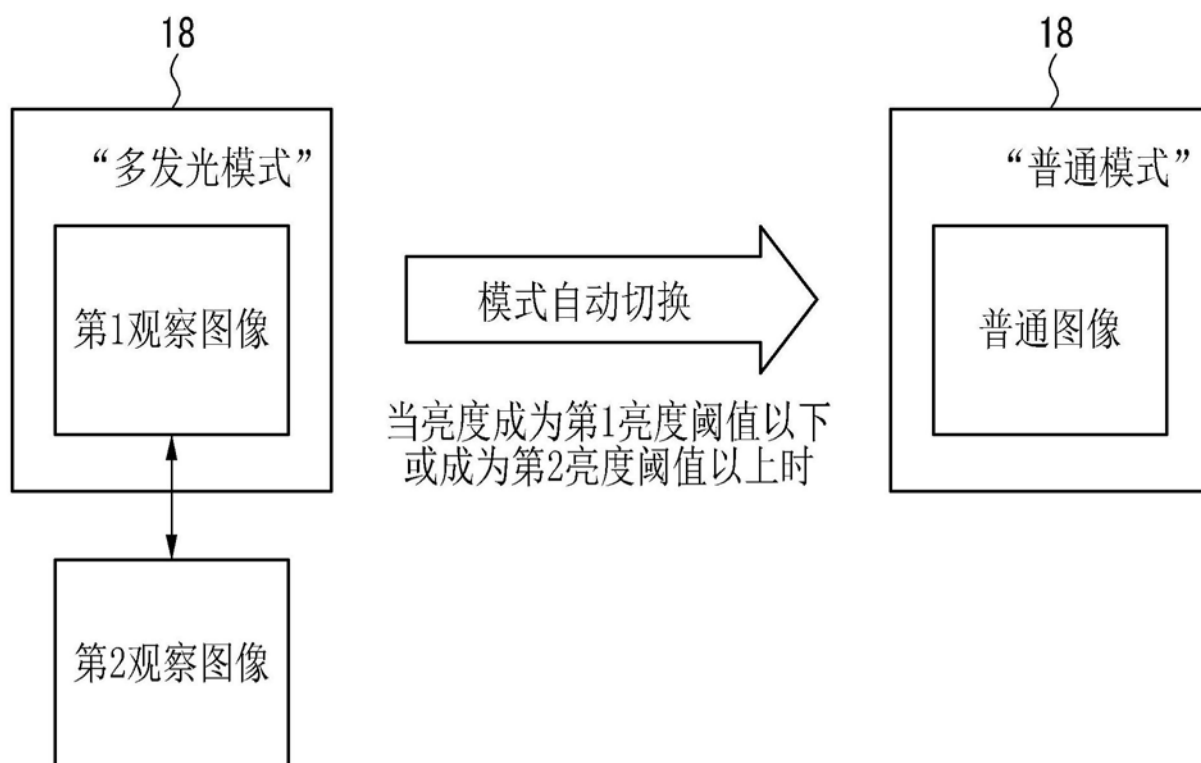 18
18
“多发光模式”
“普通模式”
第1观察图像
模式自动切换
普通图像
当亮度成为第1亮度阈值以下
或成为第2亮度阈值以上时
第2观察图像